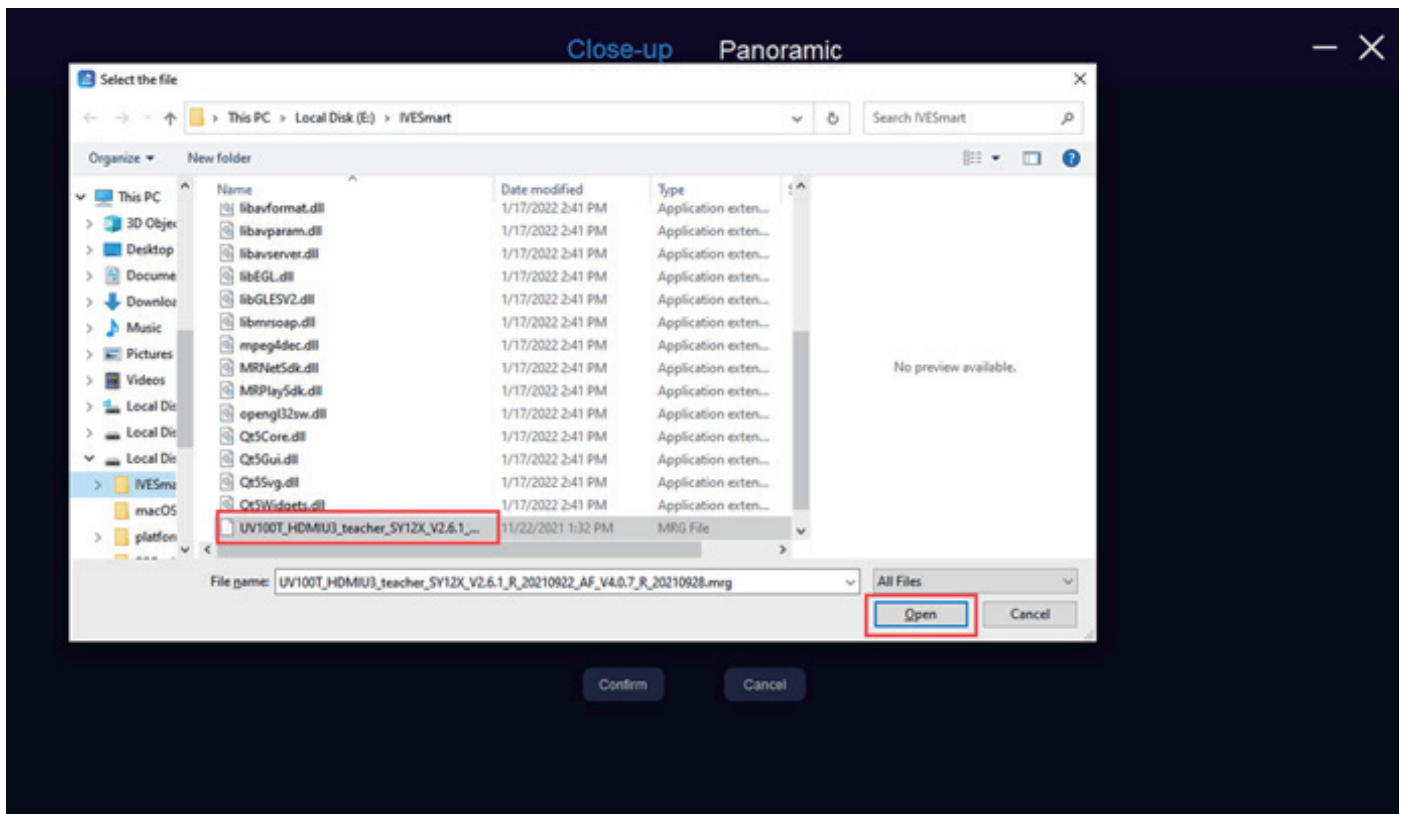 Close-up Panoramic
Select the file
This PC > Local Disk (E:) > IVESmart
Search IVESmart
Organize New folder
Name Date modified Type
This PC
3D Objec
Desktop
Docume
Downloa
Music
Pictures
Videos
Local Dis
Local Dis
Local Dis
IVESma
macOS
platfon
libavformat.dll 1/17/2022 2:41 PM Application exten...
libavparam.dll 1/17/2022 2:41 PM Application exten...
libavserver.dll 1/17/2022 2:41 PM Application exten...
libEGL.dll 1/17/2022 2:41 PM Application exten...
libGLESV2.dll 1/17/2022 2:41 PM Application exten...
libmrsoap.dll 1/17/2022 2:41 PM Application exten...
mpeg4dec.dll 1/17/2022 2:41 PM Application exten...
MRNetSdk.dll 1/17/2022 2:41 PM Application exten...
MRPlaySdk.dll 1/17/2022 2:41 PM Application exten...
opengl32sw.dll 1/17/2022 2:41 PM Application exten...
Qt5Core.dll 1/17/2022 2:41 PM Application exten...
Qt5Gui.dll 1/17/2022 2:41 PM Application exten...
Qt5Svg.dll 1/17/2022 2:41 PM Application exten...
Qt5Widgets.dll 1/17/2022 2:41 PM Application exten...
UV100T_HDMIU3_teacher_SY12X_V2.6.1_... 11/22/2021 1:32 PM MRG File
No preview available.
File name: UV100T_HDMIU3_teacher_SY12X_V2.6.1_R_20210922_AF_V4.0.7_R_20210928.mrg
All Files
Open Cancel
Confirm Cancel